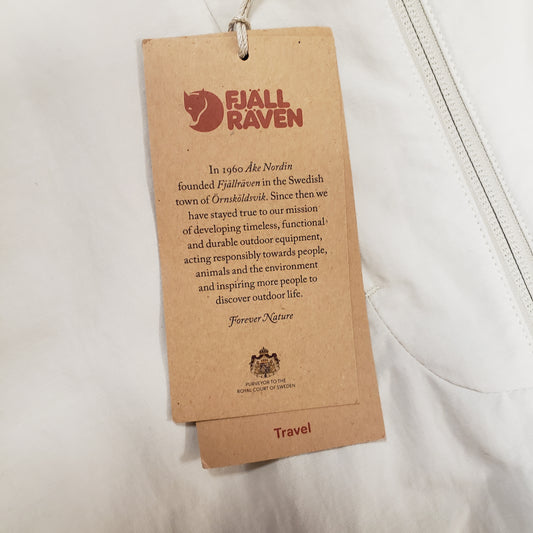 FJÄLL
RÄVEN
In 1960 Åke Nordin
founded Fjällräven in the Swedish
town of Örnsköldsvik. Since then we
have stayed true to our mission
of developing timeless, functional
and durable outdoor equipment,
acting responsibly towards people,
animals and the environment
and inspiring more people to
discover outdoor life.
Forever Nature
PURVEYOR TO THE
ROYAL COURT OF SWEDEN
Travel